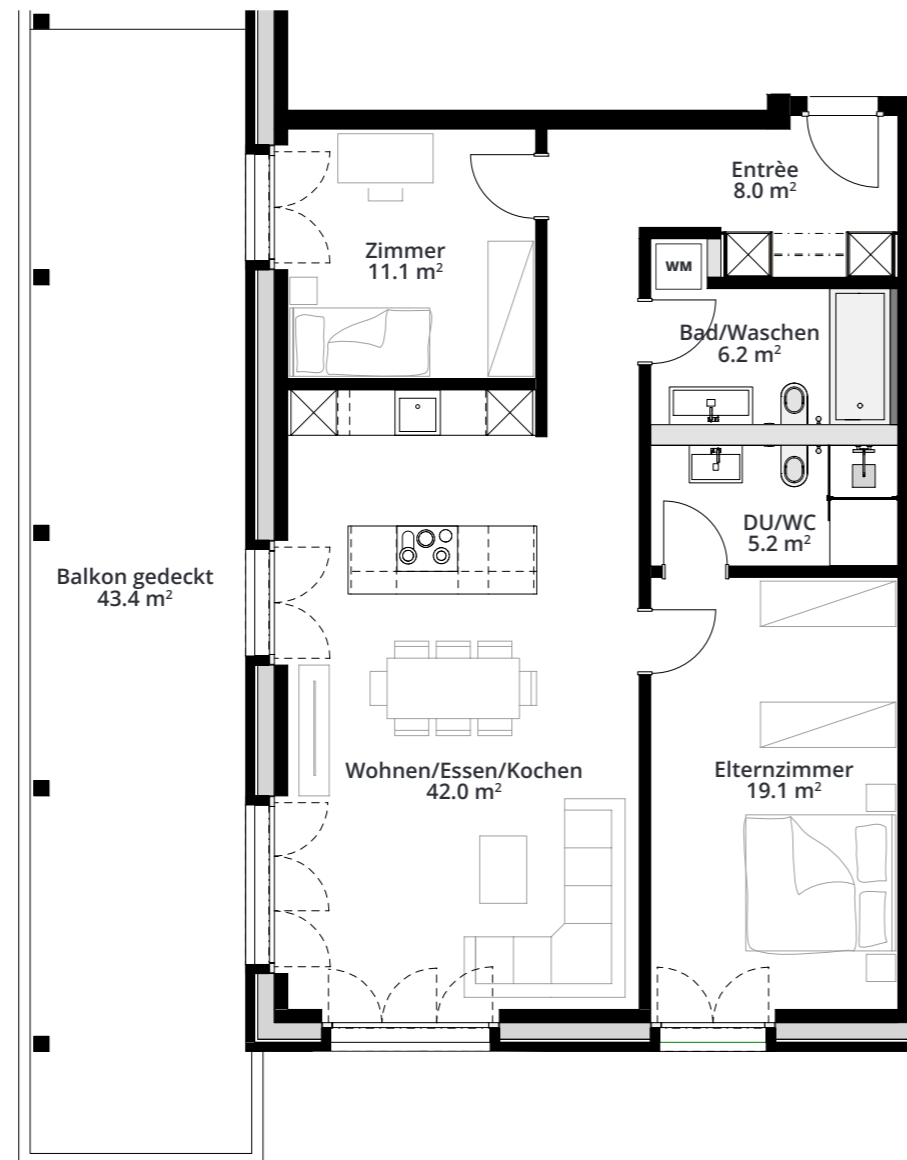 Entrèe
8.0 m²
Zimmer
11.1 m²
WM
Bad/Waschen
6.2 m²
DU/WC
5.2 m²
Balkon gedeckt
43.4 m²
Wohnen/Essen/Kochen
42.0 m²
Elternzimmer
19.1 m²